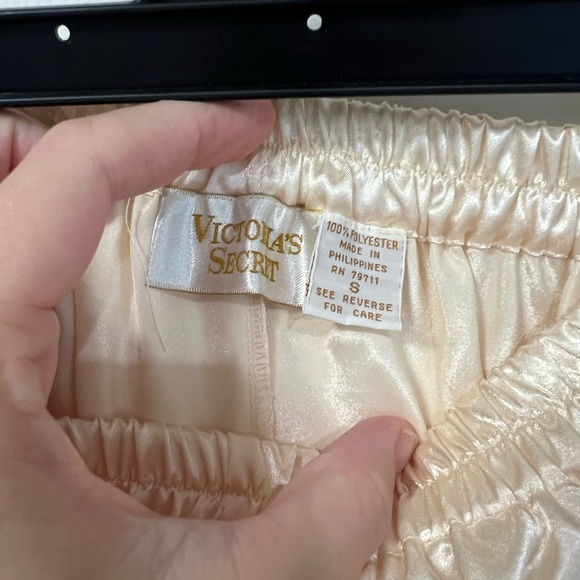 VICTORIA'S
SECRET
100% POLYESTER
MADE IN
PHILIPPINES
RN 79711
S
SEE REVERSE
FOR CARE